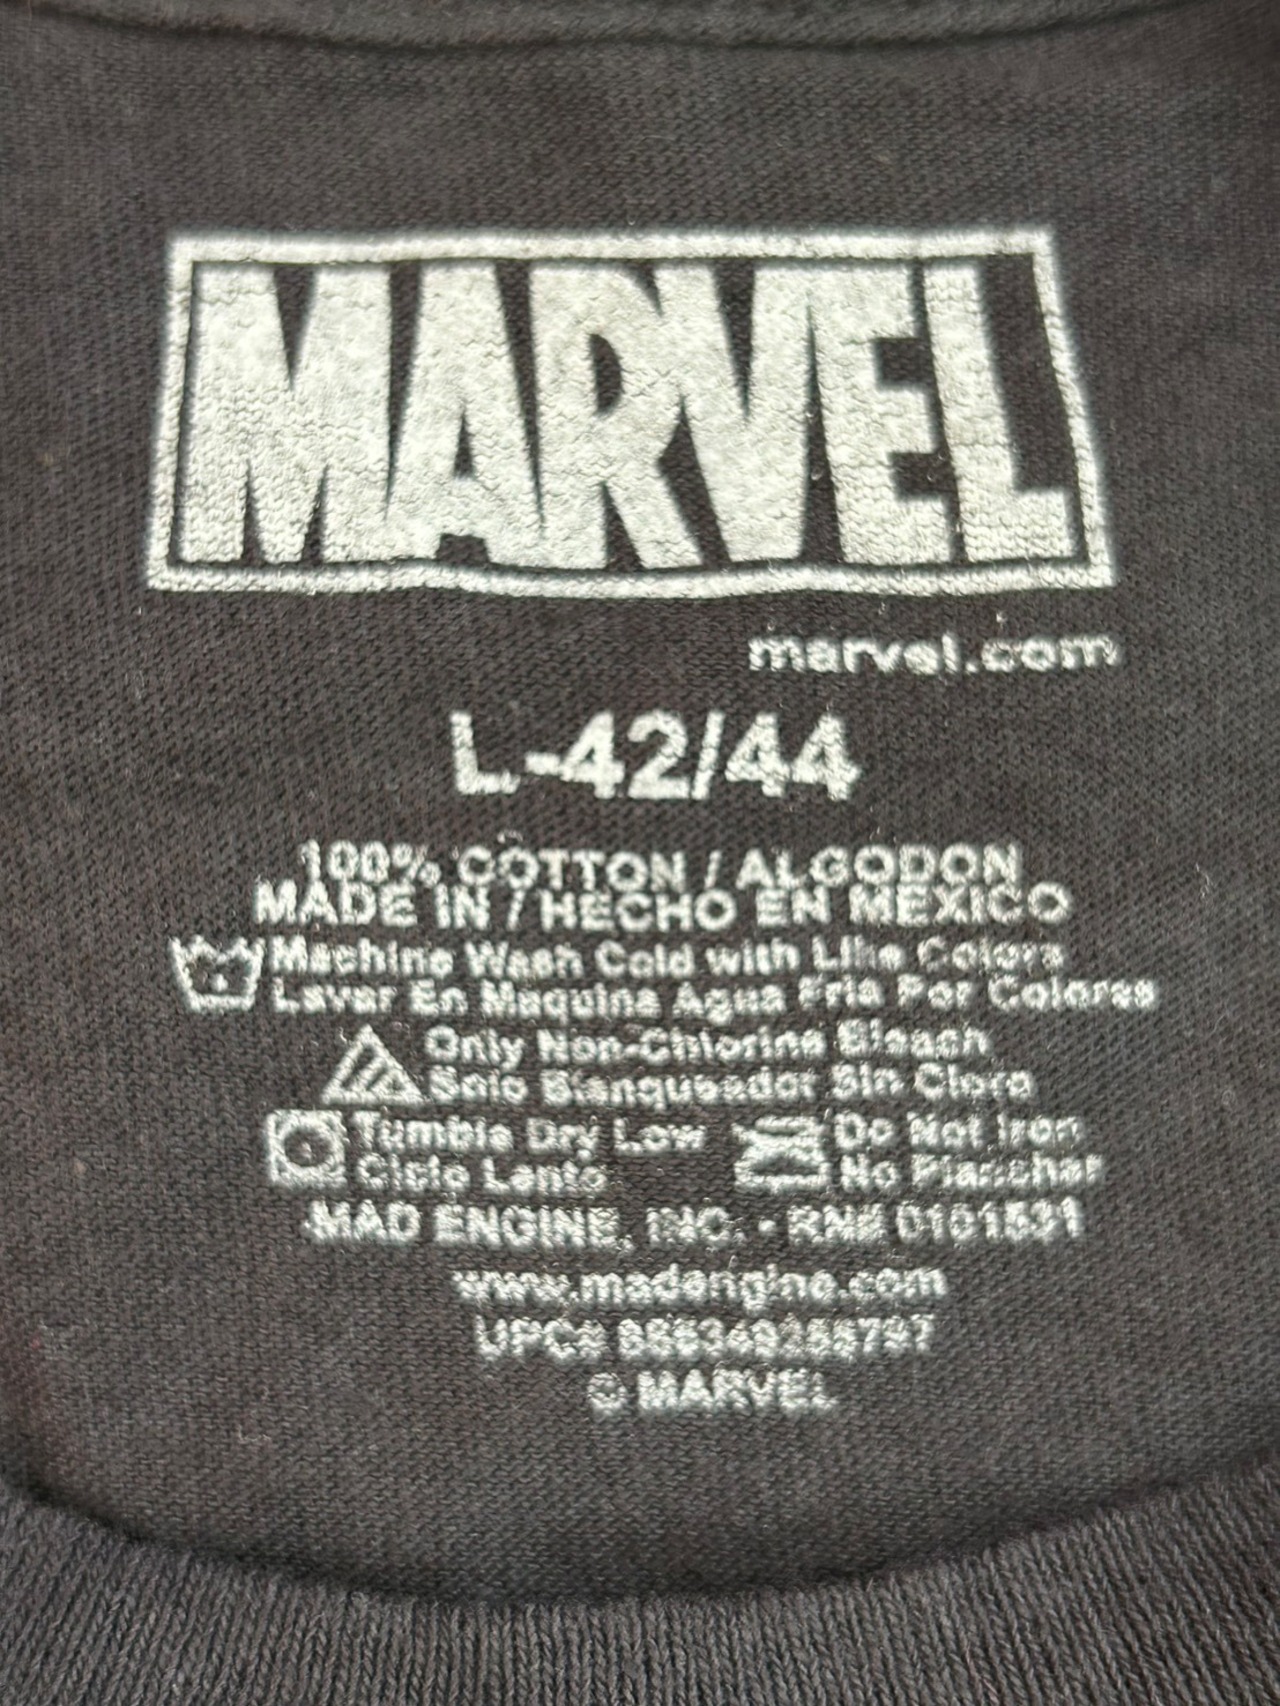 MARVEL
marvel.com
L-42/44
100% COTTON / ALGODON
MADE IN / HECHO EN MEXICO
Machine Wash Cold with Like Colors
Lavar En Maquina Agua Fria Por Colores
Only Non-Chlorine Bleach
Solo Blanqueador Sin Cloro
Tumble Dry Low
Ciclo Lento
Do Not Iron
No Planchar
MAD ENGINE, INC. • RN# 0101531
www.madengine.com
UPC#
© MARVEL